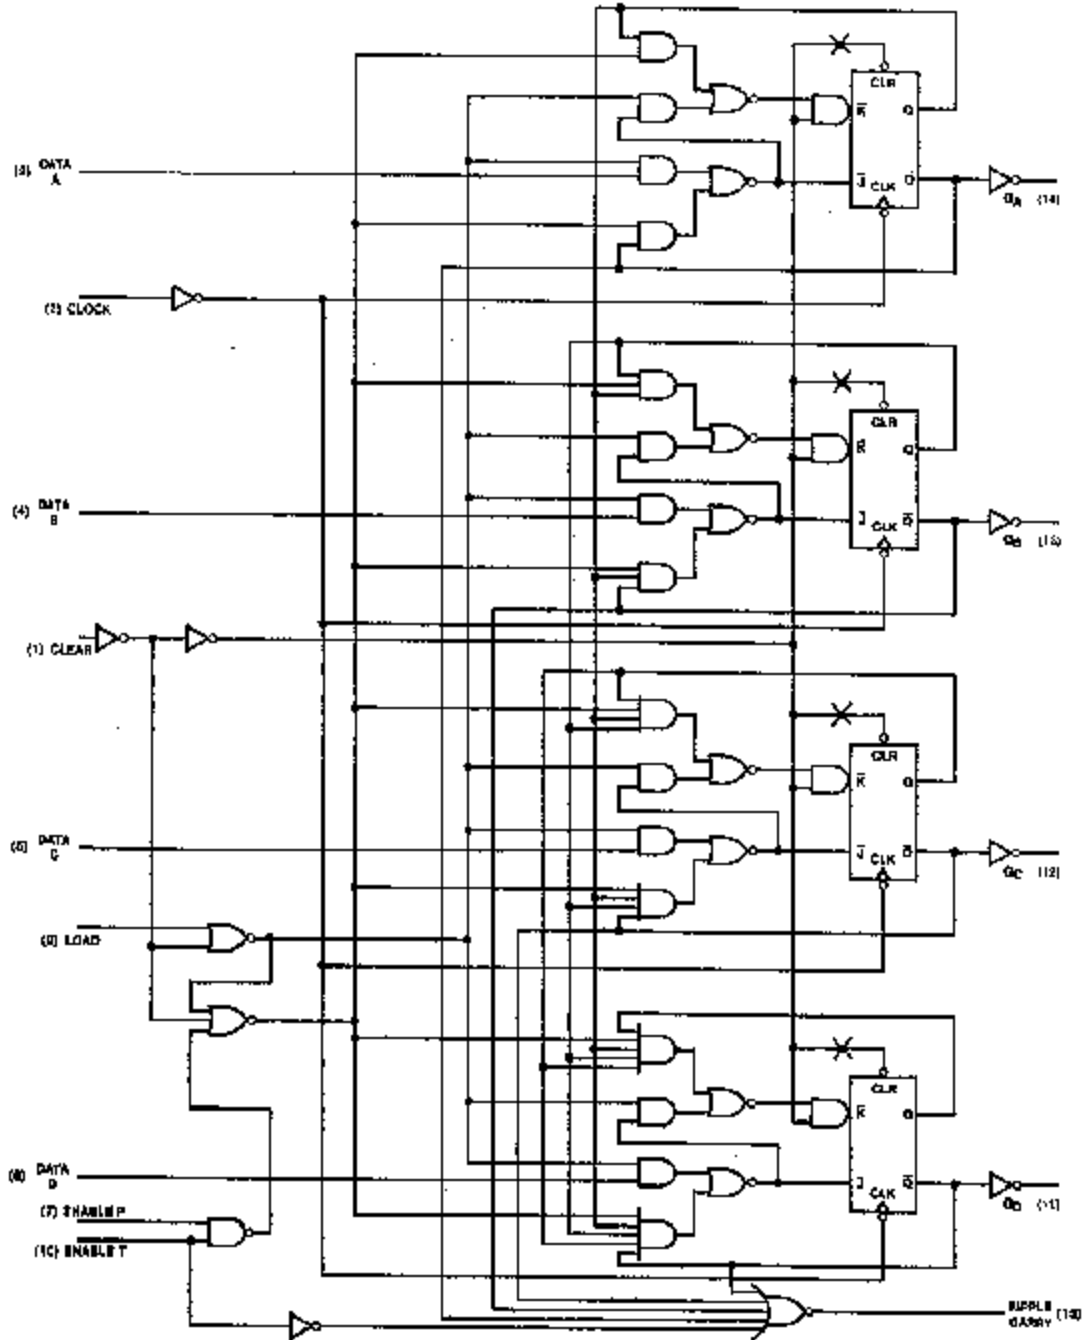 CLR
K̄ Q
(3) DATA
A
J̄ CLK Q̄
QA (14)
(2) CLOCK
CLR
K̄ Q
(4) DATA
B
J̄ CLK Q̄
QB (13)
(1) CLEAR
CLR
K̄ Q
(5) DATA
C
J̄ CLK Q̄
QC (12)
(9) LOAD
CLR
K̄ Q
(6) DATA
D
J̄ CLK Q̄
QD (11)
(7) ENABLE P
(10) ENABLE T
RIPPLE
CARRY (15)